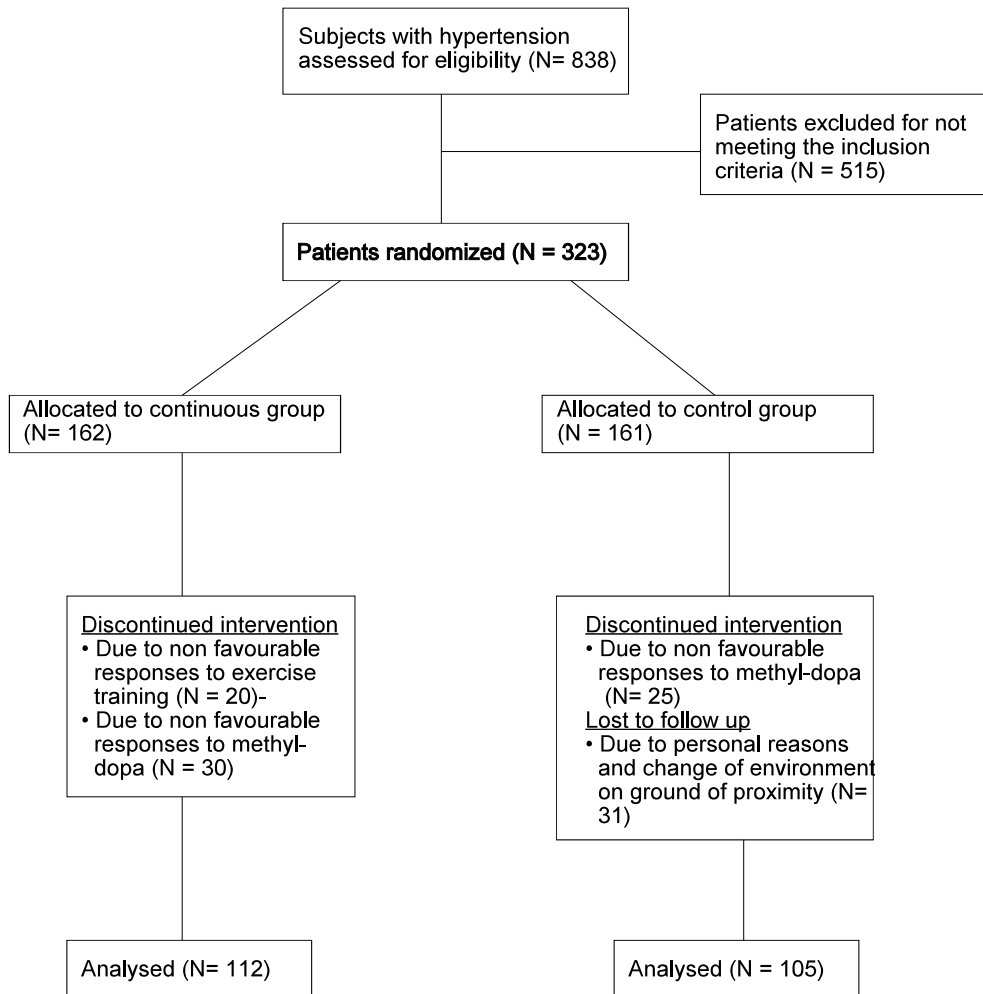 Subjects with hypertension
assessed for eligibility (N= 838)
Patients excluded for not
meeting the inclusion
criteria (N = 515)
Patients randomized (N = 323)
Allocated to continuous group
(N= 162)
Allocated to control group
(N = 161)
Discontinued intervention
• Due to non favourable
responses to exercise
training (N = 20)-
• Due to non favourable
responses to methyl-
dopa (N = 30)
Discontinued intervention
• Due to non favourable
responses to methyl-dopa
(N= 25)
Lost to follow up
• Due to personal reasons
and change of environment
on ground of proximity (N=
31)
Analysed (N= 112)
Analysed (N = 105)